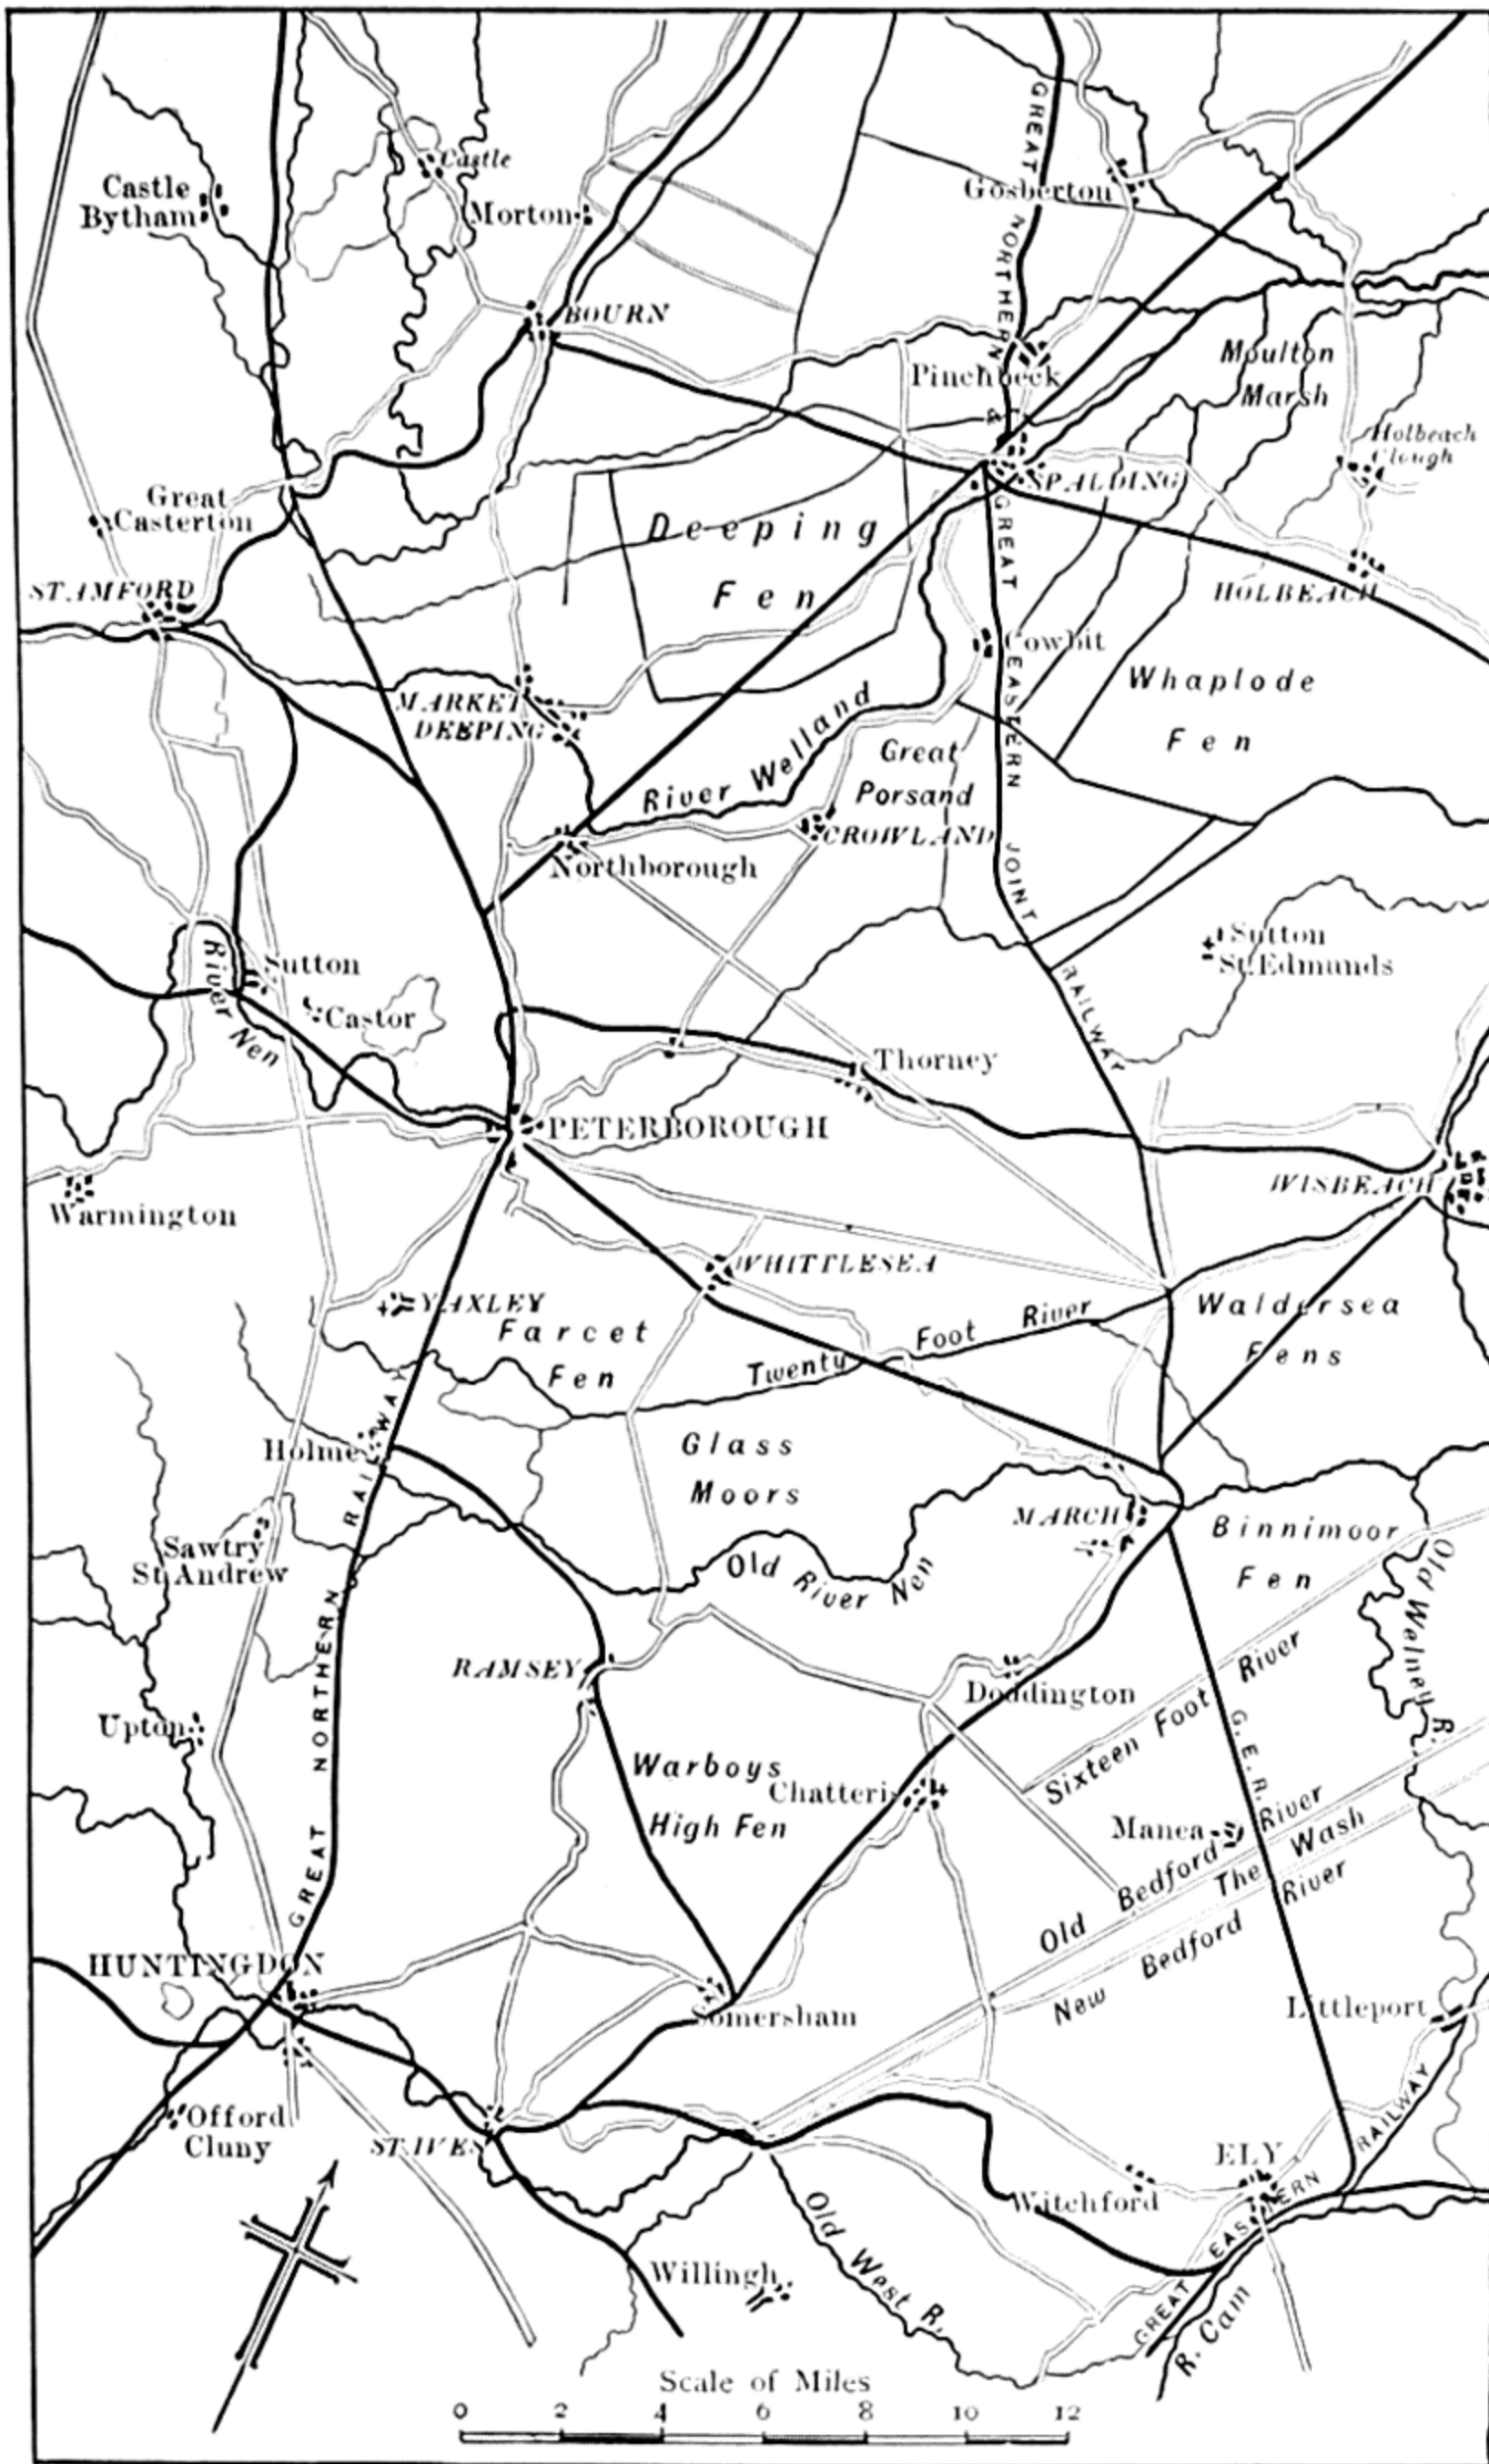 Castle
Castle
Bytham
Morton
GREAT NORTHERN & GREAT EASTERN JOINT RAILWAY
Gosberton
BOURN
Pinchbeck
Moulton
Marsh
Holbeach
Clough
SPALDING
Great
Casterton
Deeping
Fen
STAMFORD
HOLBEACH
Cowbit
Whaplode
Fen
MARKET
DEEPING
River Welland
Great
Porsand
CROWLAND
Northborough
Sutton
St. Edmunds
Sutton
River Nen
Castor
Thorney
PETERBOROUGH
WISBEACH
Warmington
WHITTLESEA
YAXLEY
Farcet
Fen
Twenty Foot River
Waldersea
Fens
Holme
Glass
Moors
MARCH
Binnimoor
Fen
Sawtry
St. Andrew
Old River Nen
Old Welney R.
GREAT NORTHERN RAILWAY
RAMSEY
Doddington
Sixteen Foot River
G.E.R.
Upton
Warboys
High Fen
Chatteris
Manea
Old Bedford River
The Wash
New Bedford River
HUNTINGDON
Somersham
Littleport
Offord
Cluny
ST. IVES
ELY
GREAT EASTERN RAILWAY
Witchford
Old West R.
Willingh
R. Cam
Scale of Miles
0 2 4 6 8 10 12